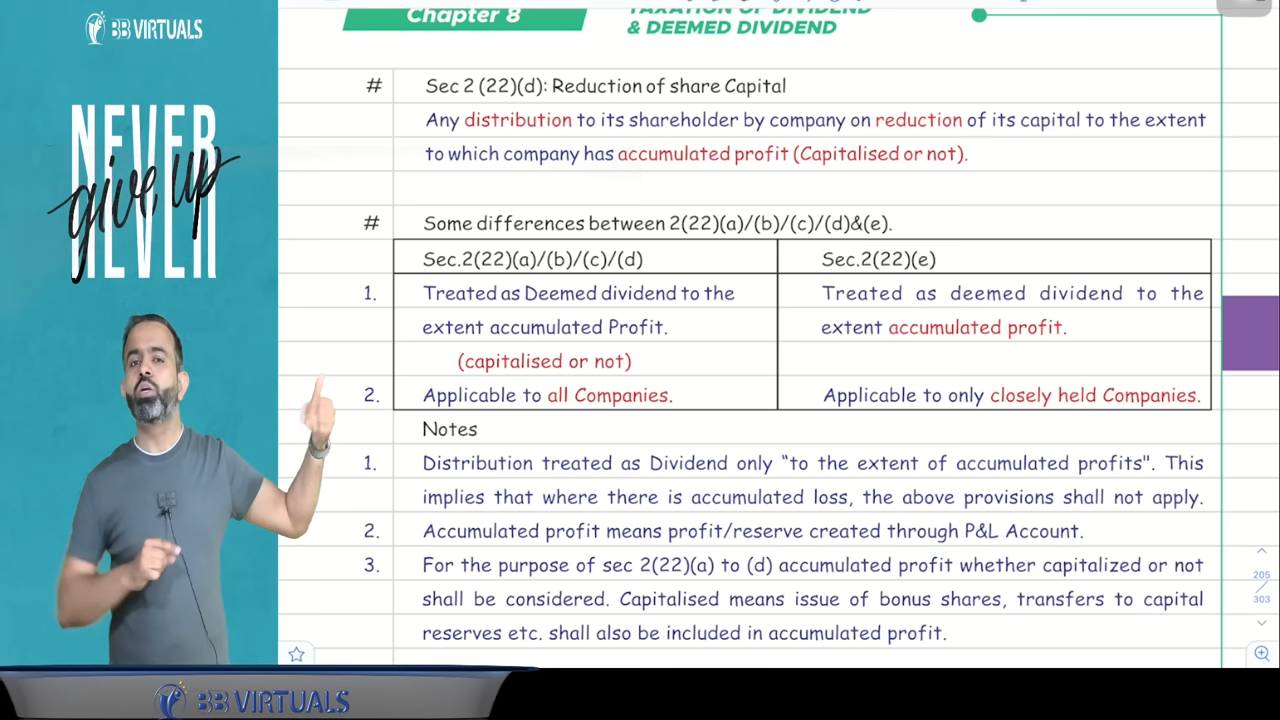 BB VIRTUALS
NEVER
give up
NEVER
Chapter 8
TAXATION OF DIVIDEND
& DEEMED DIVIDEND
# Sec 2 (22)(d): Reduction of share Capital
Any distribution to its shareholder by company on reduction of its capital to the extent
to which company has accumulated profit (Capitalised or not).
# Some differences between 2(22)(a)/(b)/(c)/(d)&(e).
Sec.2(22)(a)/(b)/(c)/(d) Sec.2(22)(e)
1. Treated as Deemed dividend to the Treated as deemed dividend to the
extent accumulated Profit. extent accumulated profit.
(capitalised or not)
2. Applicable to all Companies. Applicable to only closely held Companies.
Notes
1. Distribution treated as Dividend only “to the extent of accumulated profits". This
implies that where there is accumulated loss, the above provisions shall not apply.
2. Accumulated profit means profit/reserve created through P&L Account.
3. For the purpose of sec 2(22)(a) to (d) accumulated profit whether capitalized or not
shall be considered. Capitalised means issue of bonus shares, transfers to capital
reserves etc. shall also be included in accumulated profit.
205
303
BB VIRTUALS